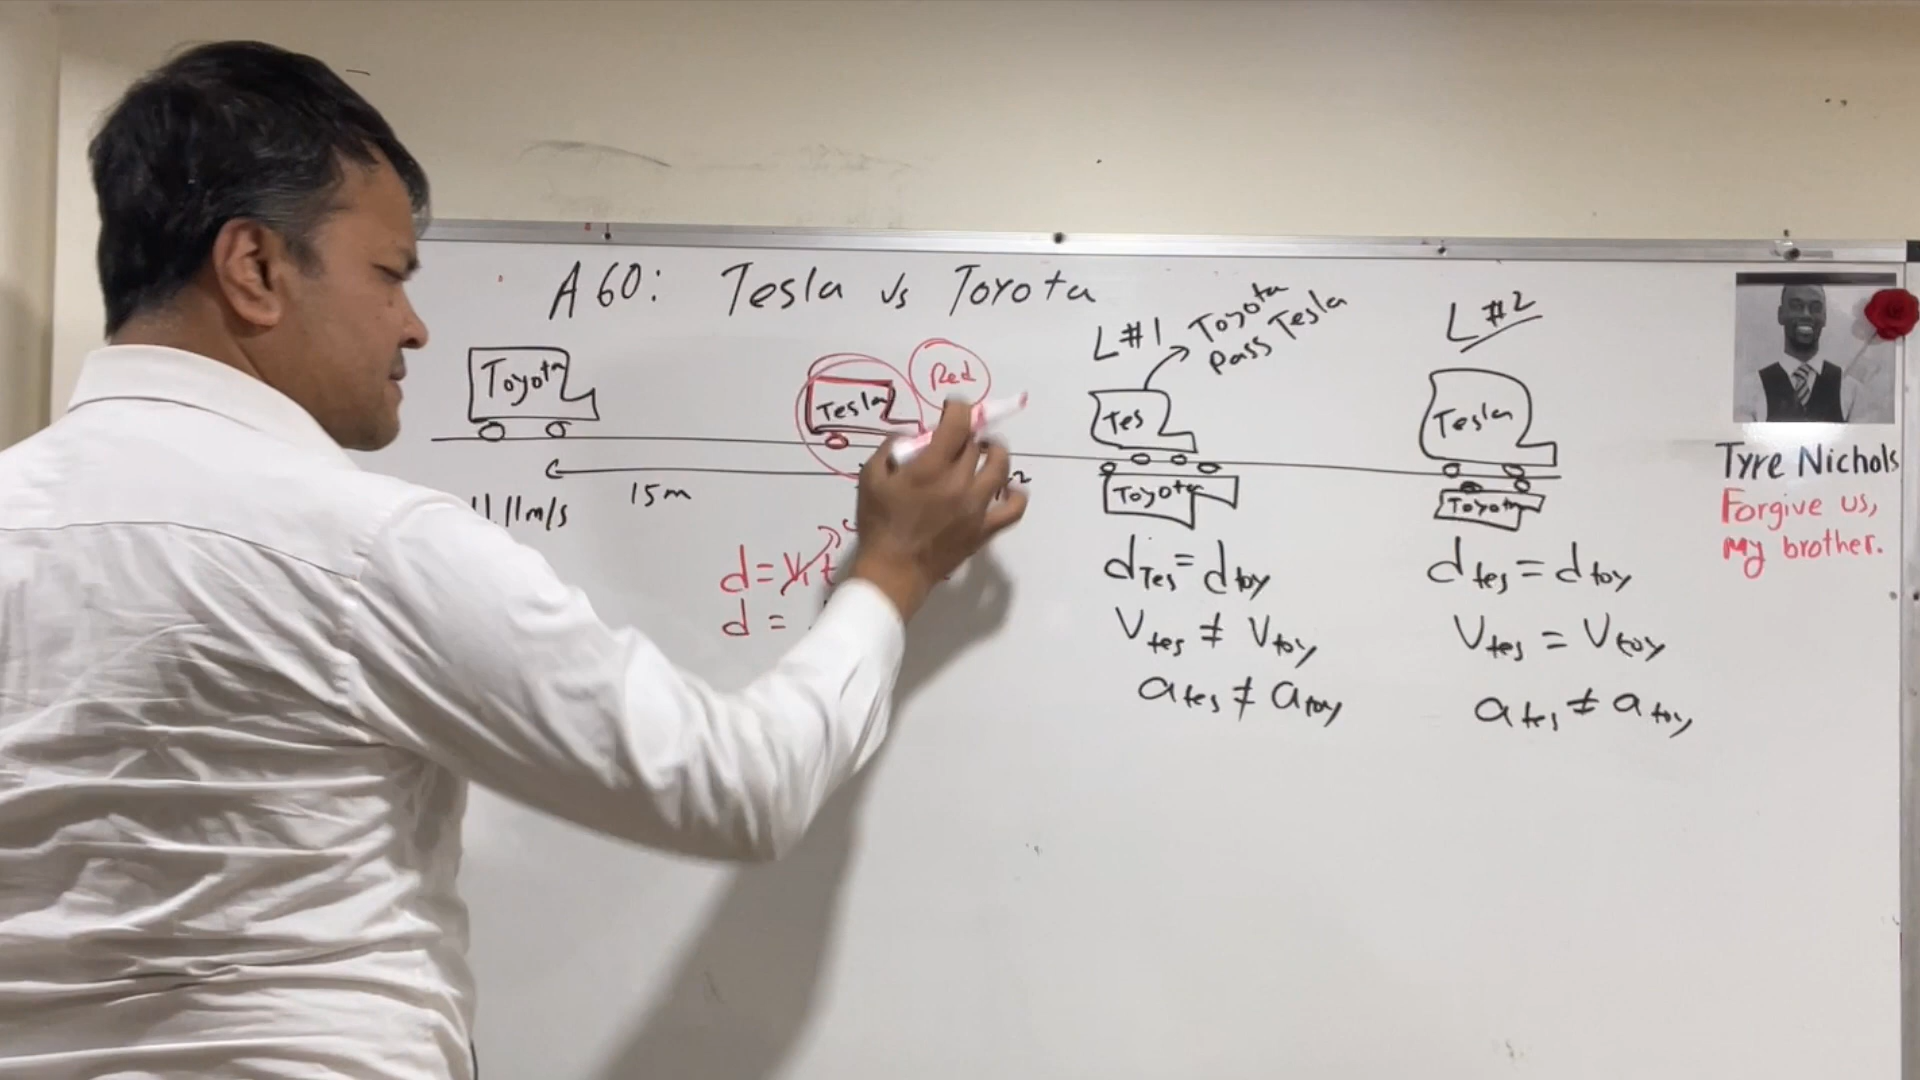 A60: Tesla vs Toyota
Toyota
Tesla
Red
15m
11.11m/s
d = Vit
d =
L#1 Toyota
pass Tesla
Tes
Toyota
dTes = dtoy
Vtes ≠ Vtoy
ates ≠ atoy
L#2
Tesla
Toyota
dtes = dtoy
Vtes = Vtoy
ates ≠ atoy
Tyre Nichols
Forgive us,
my brother.